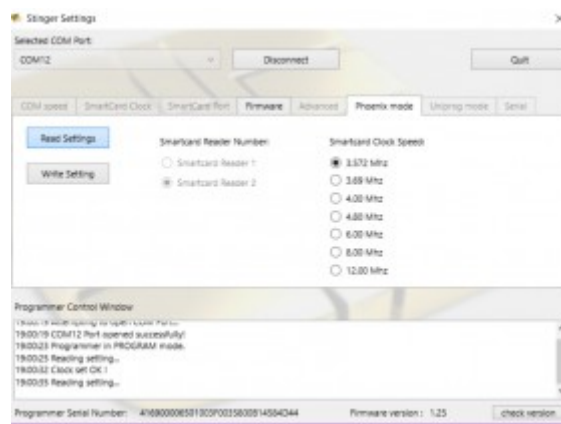 Stinger Settings
Selected COM Port:
COM12
Disconnect
Quit
COM speed SmartCard Clock SmartCard Port Firmware Advanced Phoenix mode Uniprog mode Serial
Read Settings
Write Setting
Smartcard Reader Number:
Smartcard Reader 1
Smartcard Reader 2
Smartcard Clock Speed:
3.572 Mhz
3.69 Mhz
4.00 Mhz
4.80 Mhz
6.00 Mhz
8.00 Mhz
12.00 Mhz
Programmer Control Window
19:00:19 COM12 Port opened successfully!
19:00:23 Programmer in PROGRAM mode.
19:00:25 Reading setting...
19:00:32 Clock set OK !
19:00:35 Reading setting...
Programmer Serial Number:
Firmware version : 1.25
check version